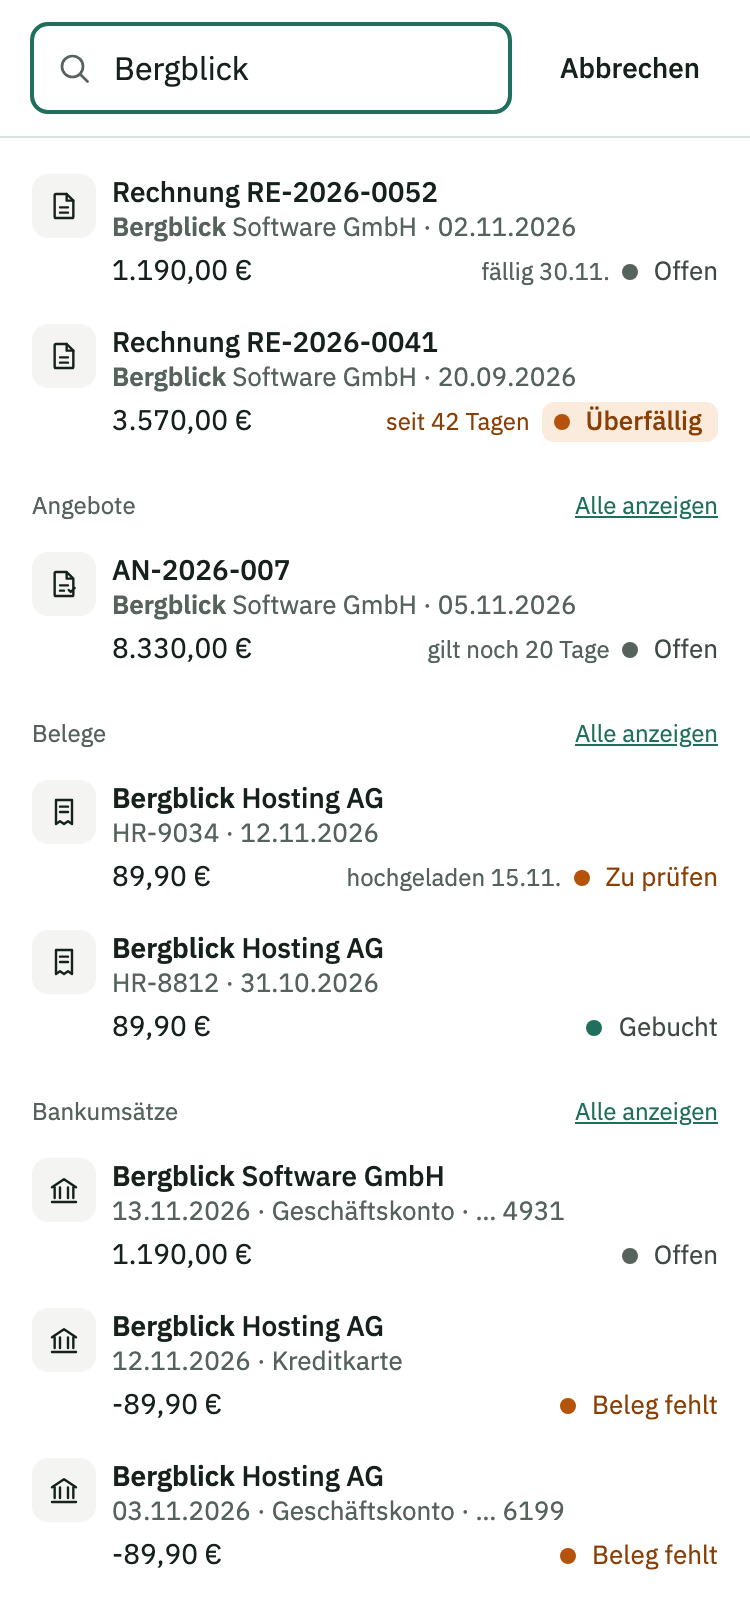 Bergblick
Abbrechen
Rechnung RE-2026-0052
Bergblick Software GmbH · 02.11.2026
1.190,00 € fällig 30.11. Offen
Rechnung RE-2026-0041
Bergblick Software GmbH · 20.09.2026
3.570,00 € seit 42 Tagen Überfällig
Angebote Alle anzeigen
AN-2026-007
Bergblick Software GmbH · 05.11.2026
8.330,00 € gilt noch 20 Tage Offen
Belege Alle anzeigen
Bergblick Hosting AG
HR-9034 · 12.11.2026
89,90 € hochgeladen 15.11. Zu prüfen
Bergblick Hosting AG
HR-8812 · 31.10.2026
89,90 € Gebucht
Bankumsätze Alle anzeigen
Bergblick Software GmbH
13.11.2026 · Geschäftskonto · ... 4931
1.190,00 € Offen
Bergblick Hosting AG
12.11.2026 · Kreditkarte
-89,90 € Beleg fehlt
Bergblick Hosting AG
03.11.2026 · Geschäftskonto · ... 6199
-89,90 € Beleg fehlt